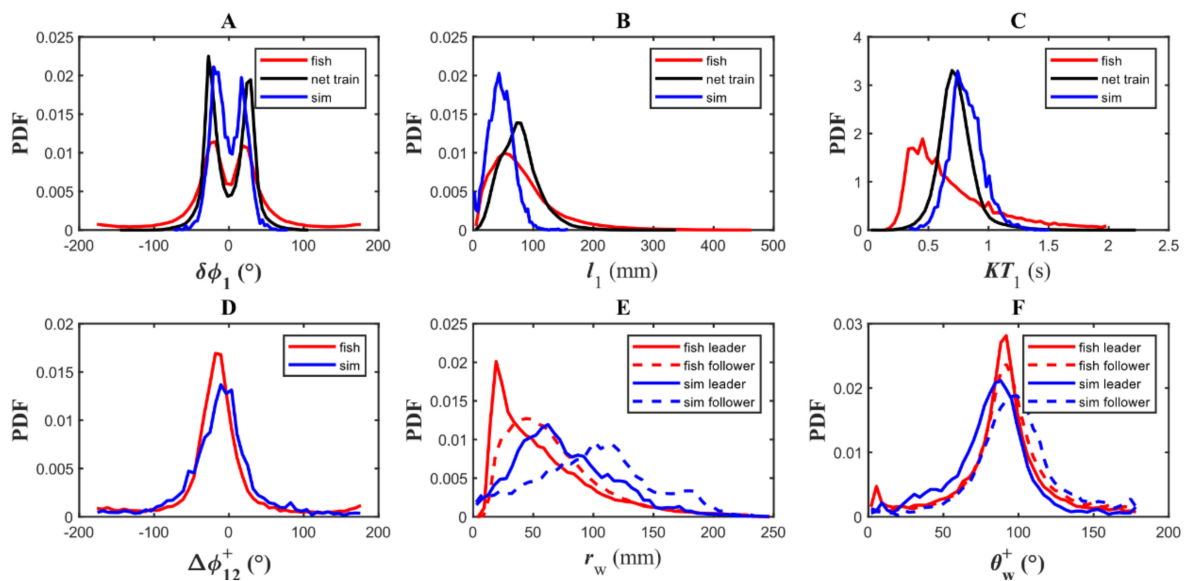 A
0.025
0.02
0.015
0.01
0.005
0
PDF
-200
-100
0
100
200
δϕ1 (°)
fish
net train
sim
B
0.025
0.02
0.015
0.01
0.005
0
PDF
0
100
200
300
400
500
l1 (mm)
fish
net train
sim
C
4
3
2
1
0
PDF
0
0.5
1
1.5
2
2.5
KT1 (s)
fish
net train
sim
D
0.02
0.015
0.01
0.005
0
PDF
-200
-100
0
100
200
Δϕ12+ (°)
fish
sim
E
0.025
0.02
0.015
0.01
0.005
0
PDF
0
50
100
150
200
250
rw (mm)
fish leader
fish follower
sim leader
sim follower
F
0.03
0.02
0.01
0
PDF
0
50
100
150
200
θw+ (°)
fish leader
fish follower
sim leader
sim follower